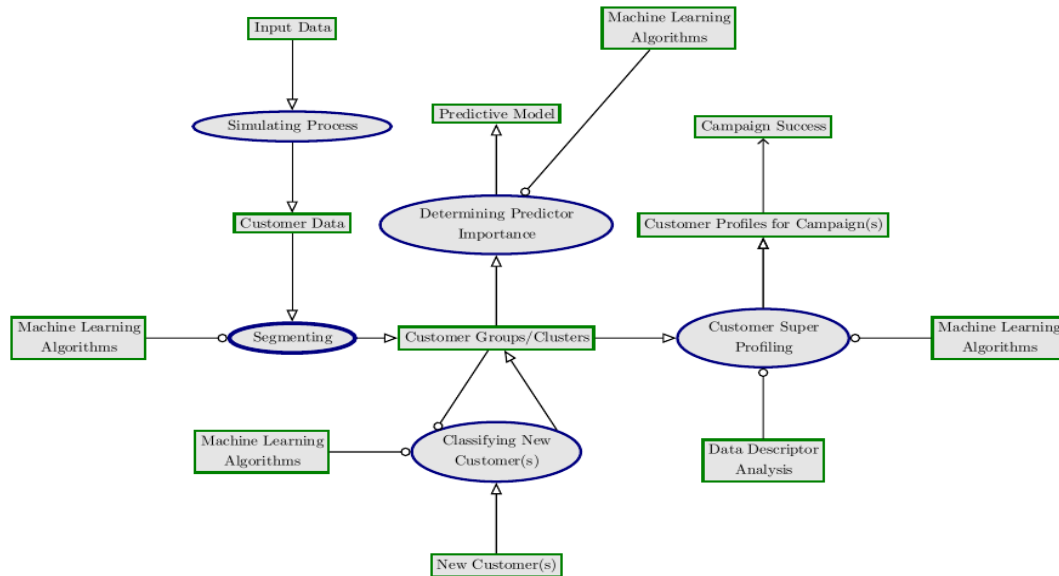 Input Data
Machine Learning
Algorithms
Simulating Process
Predictive Model
Campaign Success
Customer Data
Determining Predictor
Importance
Customer Profiles for Campaign(s)
Machine Learning
Algorithms
Segmenting
Customer Groups/Clusters
Customer Super
Profiling
Machine Learning
Algorithms
Machine Learning
Algorithms
Classifying New
Customer(s)
Data Descriptor
Analysis
New Customer(s)